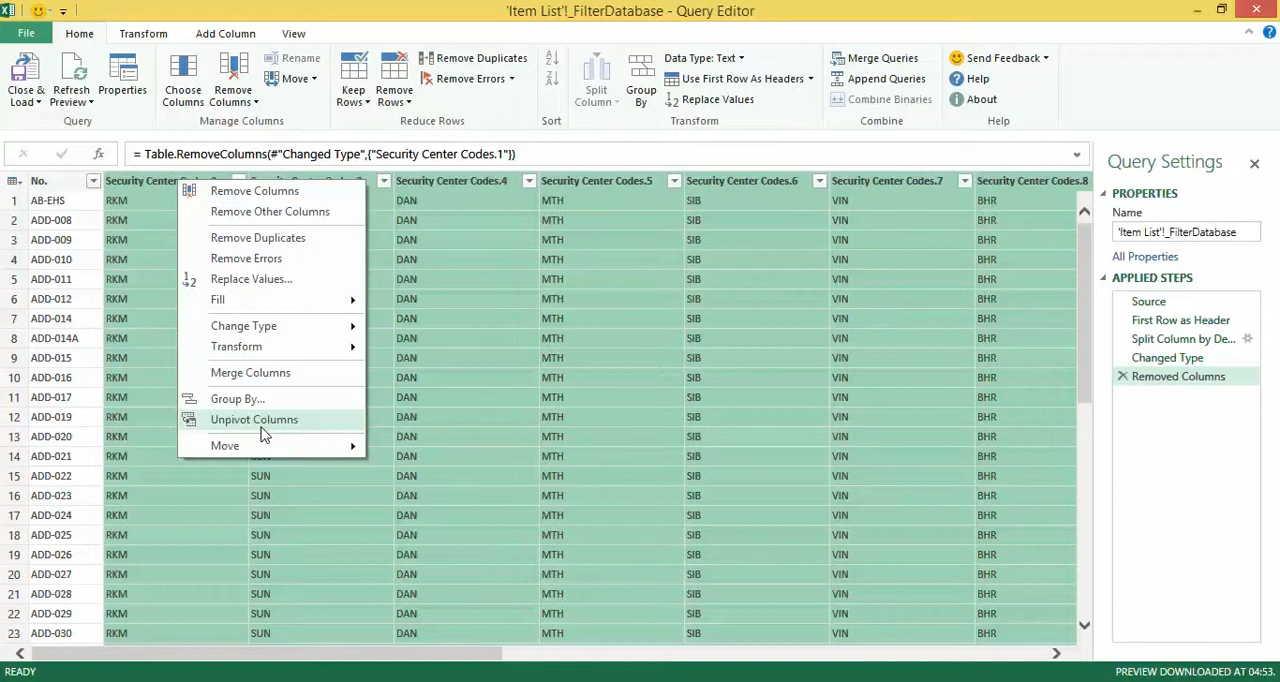 'Item List'!_FilterDatabase - Query Editor
File Home Transform Add Column View
Close & Load
Refresh Preview
Properties
Query
Choose Columns
Remove Columns
Rename
Move
Manage Columns
Keep Rows
Remove Rows
Remove Duplicates
Remove Errors
Reduce Rows
Sort
Split Column
Group By
Data Type: Text
Use First Row As Headers
Replace Values
Transform
Merge Queries
Append Queries
Combine Binaries
Combine
Send Feedback
Help
About
Help
fx = Table.RemoveColumns(#"Changed Type",{"Security Center Codes.1"})
No. Security Center Security Center Codes.4 Security Center Codes.5 Security Center Codes.6 Security Center Codes.7 Security Center Codes.8
1 AB-EHS RKM DAN MTH SIB VIN BHR
2 ADD-008 RKM DAN MTH SIB VIN BHR
3 ADD-009 RKM DAN MTH SIB VIN BHR
4 ADD-010 RKM DAN MTH SIB VIN BHR
5 ADD-011 RKM DAN MTH SIB VIN BHR
6 ADD-012 RKM DAN MTH SIB VIN BHR
7 ADD-014 RKM DAN MTH SIB VIN BHR
8 ADD-014A RKM DAN MTH SIB VIN BHR
9 ADD-015 RKM DAN MTH SIB VIN BHR
10 ADD-016 RKM DAN MTH SIB VIN BHR
11 ADD-017 RKM DAN MTH SIB VIN BHR
12 ADD-019 RKM DAN MTH SIB VIN BHR
13 ADD-020 RKM DAN MTH SIB VIN BHR
14 ADD-021 RKM DAN MTH SIB VIN BHR
15 ADD-022 RKM SUN DAN MTH SIB VIN BHR
16 ADD-023 RKM SUN DAN MTH SIB VIN BHR
17 ADD-024 RKM SUN DAN MTH SIB VIN BHR
18 ADD-025 RKM SUN DAN MTH SIB VIN BHR
19 ADD-026 RKM SUN DAN MTH SIB VIN BHR
20 ADD-027 RKM SUN DAN MTH SIB VIN BHR
21 ADD-028 RKM SUN DAN MTH SIB VIN BHR
22 ADD-029 RKM SUN DAN MTH SIB VIN BHR
23 ADD-030 RKM SUN DAN MTH SIB VIN BHR
Remove Columns
Remove Other Columns
Remove Duplicates
Remove Errors
Replace Values...
Fill
Change Type
Transform
Merge Columns
Group By...
Unpivot Columns
Move
Query Settings
PROPERTIES
Name
'Item List'!_FilterDatabase
All Properties
APPLIED STEPS
Source
First Row as Header
Split Column by De...
Changed Type
Removed Columns
READY
PREVIEW DOWNLOADED AT 04:53.